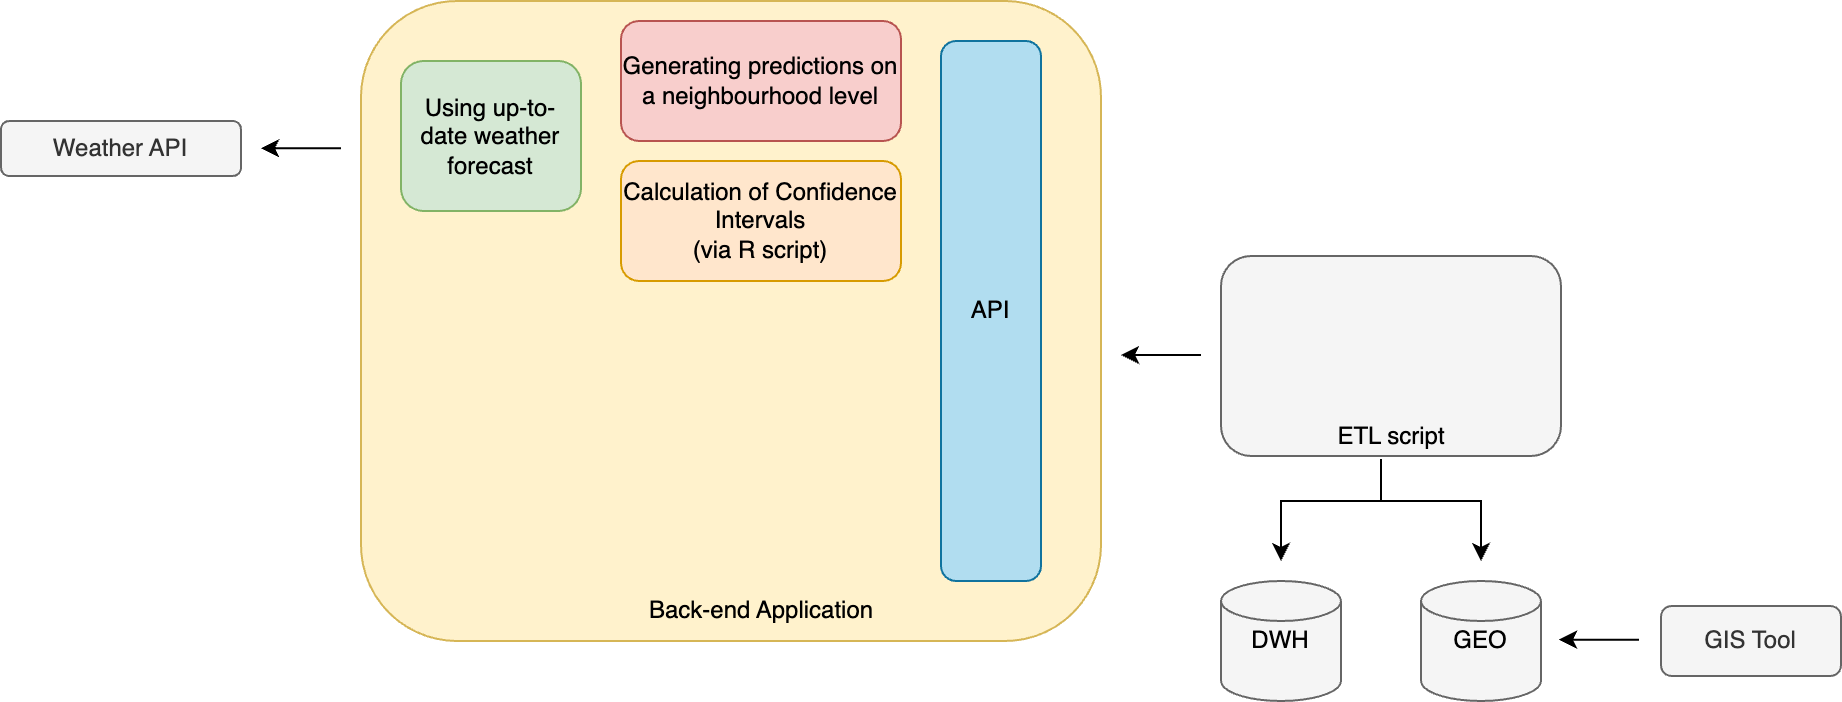 Weather API
Using up-to-
date weather
forecast
Generating predictions on
a neighbourhood level
Calculation of Confidence
Intervals
(via R script)
API
Back-end Application
ETL script
DWH
GEO
GIS Tool